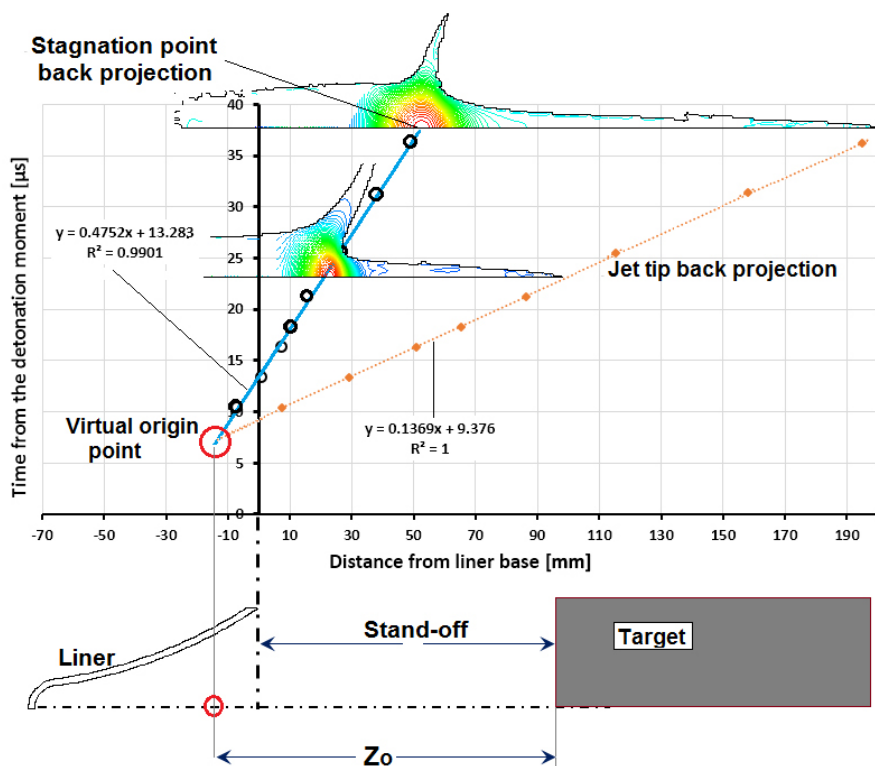 Stagnation point
back projection
Time from the detonation moment [µs]
40
35
30
25
20
15
10
5
0
y = 0.4752x + 13.283
R² = 0.9901
Jet tip back projection
Virtual origin
point
y = 0.1369x + 9.376
R² = 1
-70 -50 -30 -10 10 30 50 70 90 110 130 150 170 190
Distance from liner base [mm]
Liner
Stand-off
Target
Zo